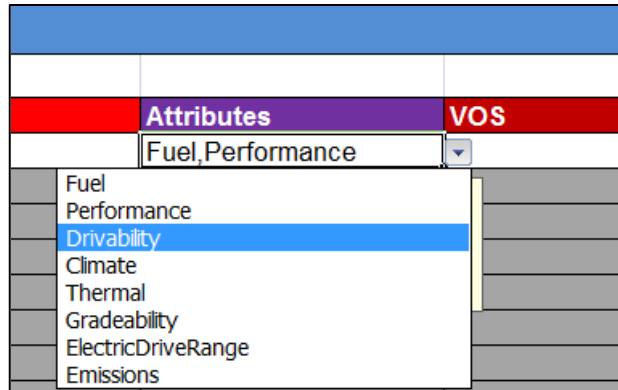 Attributes VOS
Fuel,Performance
Fuel
Performance
Drivability
Climate
Thermal
Gradeability
ElectricDriveRange
Emissions